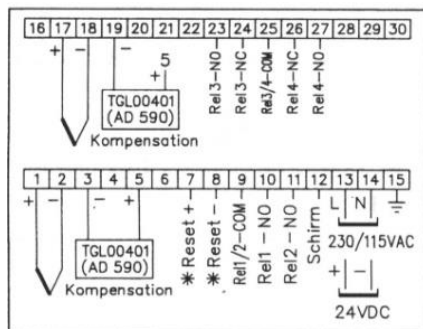 16 17 18 19 20 21 22 23 24 25 26 27 28 29 30
+ − −
+5
TGL00401
(AD 590)
Kompensation
Rel3-NO
Rel3-NC
Rel3/4-COM
Rel4-NC
Rel4-NO
1 2 3 4 5 6 7 8 9 10 11 12 13 14 15
+ − − +
TGL00401
(AD 590)
Kompensation
✳ Reset +
✳ Reset −
Rel1/2-COM
Rel1 - NO
Rel2 - NO
Schirm
L N
230/115VAC
+ −
24VDC